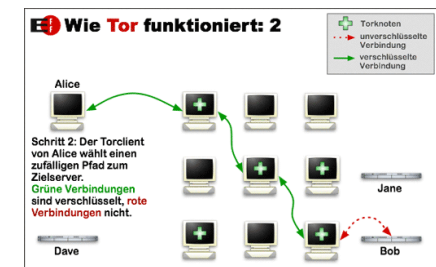 EFF Wie Tor funktioniert: 2
Torknoten
unverschlüsselte
Verbindung
verschlüsselte
Verbindung
Alice
Schritt 2: Der Torclient
von Alice wählt einen
zufälligen Pfad zum
Zielserver.
Grüne Verbindungen
sind verschlüsselt, rote
Verbindungen nicht.
Jane
Dave
Bob